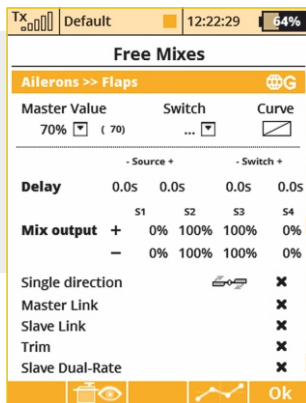 Tx Default 12:22:29 64%
Free Mixes
Ailerons >> Flaps G
Master Value Switch Curve
70% ( 70) ...
- Source + - Switch +
Delay 0.0s 0.0s 0.0s 0.0s
S1 S2 S3 S4
Mix output + 0% 100% 100% 0%
− 0% 100% 100% 0%
Single direction
Master Link
Slave Link
Trim
Slave Dual-Rate
Ok